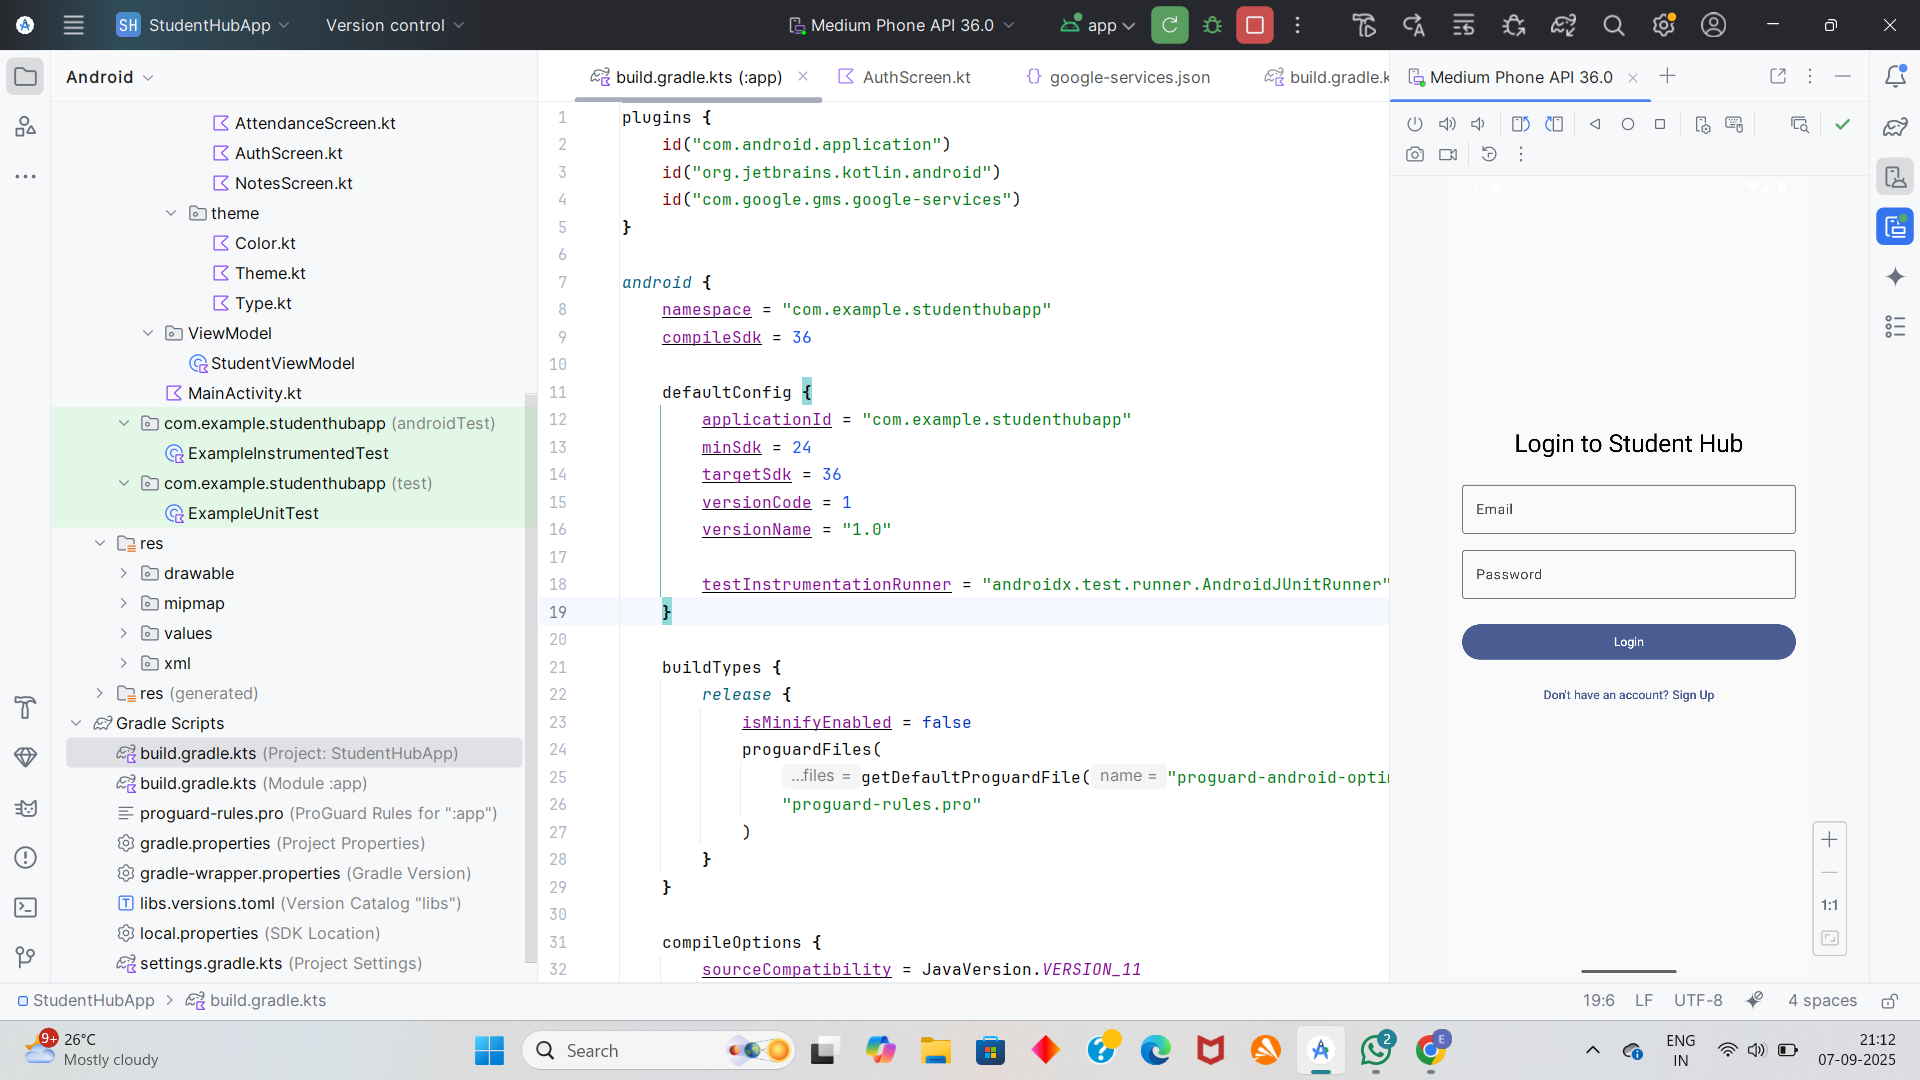 SH StudentHubApp Version control Medium Phone API 36.0 app
Android
AttendanceScreen.kt
AuthScreen.kt
NotesScreen.kt
theme
Color.kt
Theme.kt
Type.kt
ViewModel
StudentViewModel
MainActivity.kt
com.example.studenthubapp (androidTest)
ExampleInstrumentedTest
com.example.studenthubapp (test)
ExampleUnitTest
res
drawable
mipmap
values
xml
res (generated)
Gradle Scripts
build.gradle.kts (Project: StudentHubApp)
build.gradle.kts (Module :app)
proguard-rules.pro (ProGuard Rules for ":app")
gradle.properties (Project Properties)
gradle-wrapper.properties (Gradle Version)
libs.versions.toml (Version Catalog "libs")
local.properties (SDK Location)
settings.gradle.kts (Project Settings)
build.gradle.kts (:app) AuthScreen.kt google-services.json build.gradle.k
1 plugins {
2 id("com.android.application")
3 id("org.jetbrains.kotlin.android")
4 id("com.google.gms.google-services")
5 }
6
7 android {
8 namespace = "com.example.studenthubapp"
9 compileSdk = 36
10
11 defaultConfig {
12 applicationId = "com.example.studenthubapp"
13 minSdk = 24
14 targetSdk = 36
15 versionCode = 1
16 versionName = "1.0"
17
18 testInstrumentationRunner = "androidx.test.runner.AndroidJUnitRunner"
19 }
20
21 buildTypes {
22 release {
23 isMinifyEnabled = false
24 proguardFiles(
25 ...files = getDefaultProguardFile( name = "proguard-android-opti
26 "proguard-rules.pro"
27 )
28 }
29 }
30
31 compileOptions {
32 sourceCompatibility = JavaVersion.VERSION_11
Medium Phone API 36.0
Login to Student Hub
Email
Password
Login
Don't have an account? Sign Up
1:1
StudentHubApp > build.gradle.kts
19:6 LF UTF-8 4 spaces
9+ 26°C
Mostly cloudy
Search
2
E
ENG
IN
21:12
07-09-2025